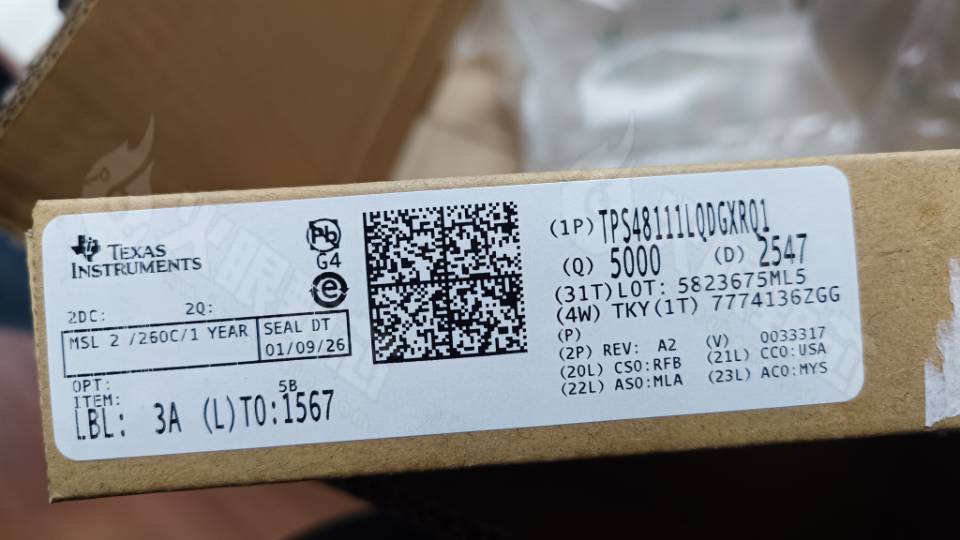 TEXAS
INSTRUMENTS
Pb
G4
e
2DC: 2Q:
MSL 2 /260C/1 YEAR
SEAL DT
01/09/26
OPT:
ITEM: 5B
LBL: 3A (L)TO:1567
(1P) TPS48111LQDGXRQ1
(Q) 5000 (D) 2547
(31T)LOT: 5823675ML5
(4W) TKY(1T) 7774136ZGG
(P)
(2P) REV: A2 (V) 0033317
(20L) CSO:RFB (21L) CCO:USA
(22L) ASO:MLA (23L) ACO:MYS